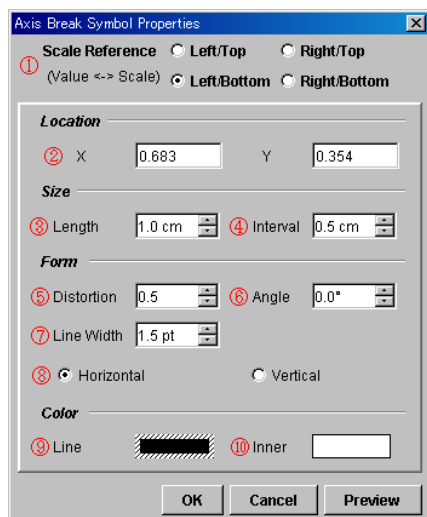 Axis Break Symbol Properties
Scale Reference Left/Top Right/Top
① (Value <-> Scale) Left/Bottom Right/Bottom
Location
② X 0.683 Y 0.354
Size
③ Length 1.0 cm ④ Interval 0.5 cm
Form
⑤ Distortion 0.5 ⑥ Angle 0.0°
⑦ Line Width 1.5 pt
⑧ Horizontal Vertical
Color
⑨ Line ⑩ Inner
OK Cancel Preview